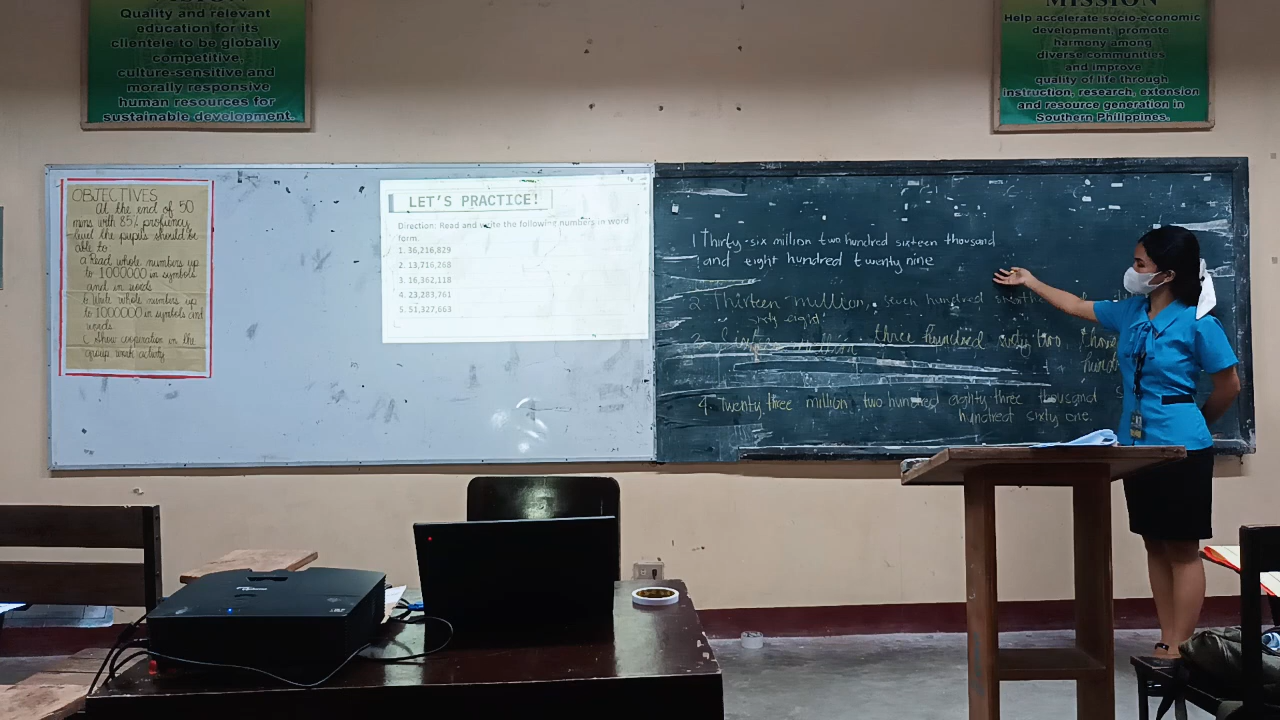 Quality and relevant
education for its
clientele to be globally
competitive,
culture-sensitive and
morally responsive
human resources for
sustainable development.
MISSION
Help accelerate socio-economic
development, promote
harmony among
diverse communities
and improve
quality of life through
instruction, research, extension
and resource generation in
Southern Philippines.
OBJECTIVES
At the end of 50
mins with 85% proficiency
level the pupils should be
able to
a. Read whole numbers up
to 1000000 in symbols
and in words
b. Write whole numbers up
to 1000000 in symbols and
words.
c. Show cooperation in the
group work activity
LET'S PRACTICE!
Direction: Read and write the following numbers in word
form.
1. 36,216,829
2. 13,716,268
3. 16,362,118
4. 23,283,761
5. 51,327,663
1. Thirty-six million two hundred sixteen thousand
and eight hundred twenty nine
2. Thirteen million, seven hundred
sixty eight
3. Sixteen million three hundred sixty two,
4. Twenty three million, two hundred eighty three thousand
hundred sixty one.